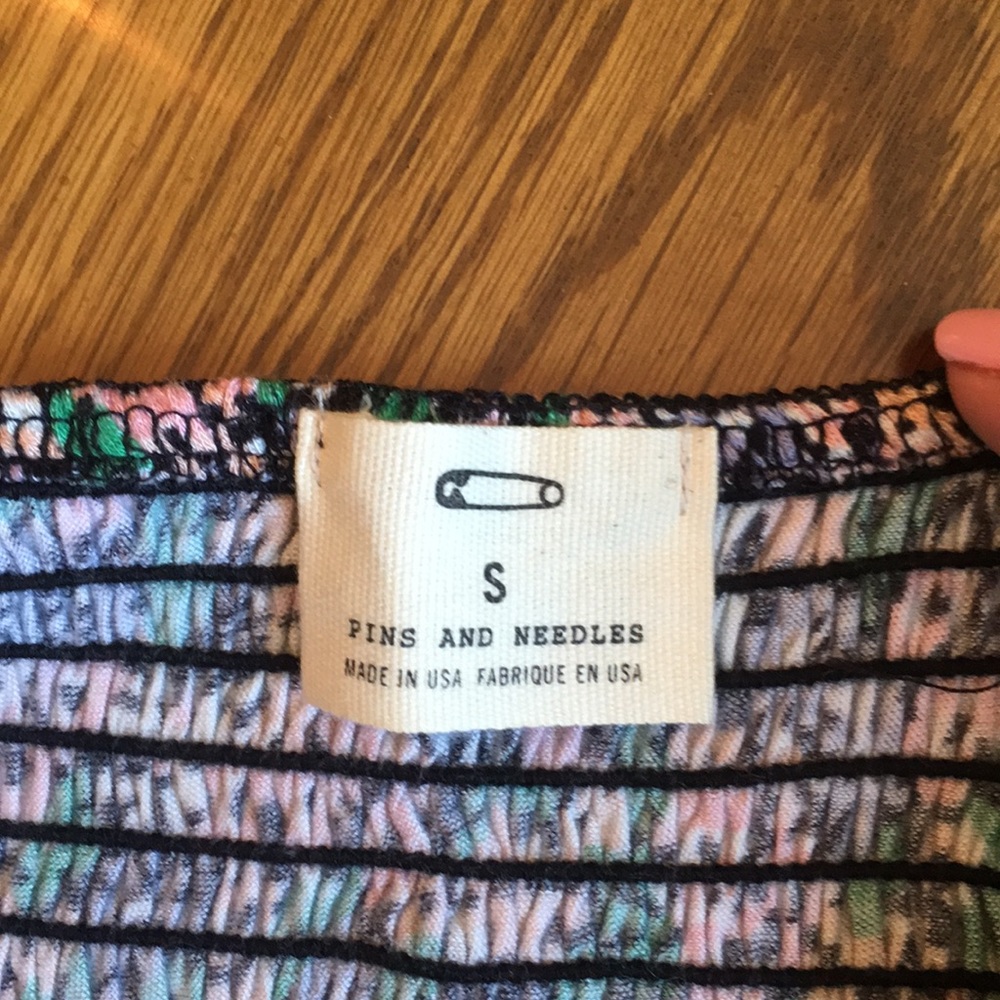 S
PINS AND NEEDLES
MADE IN USA FABRIQUE EN USA